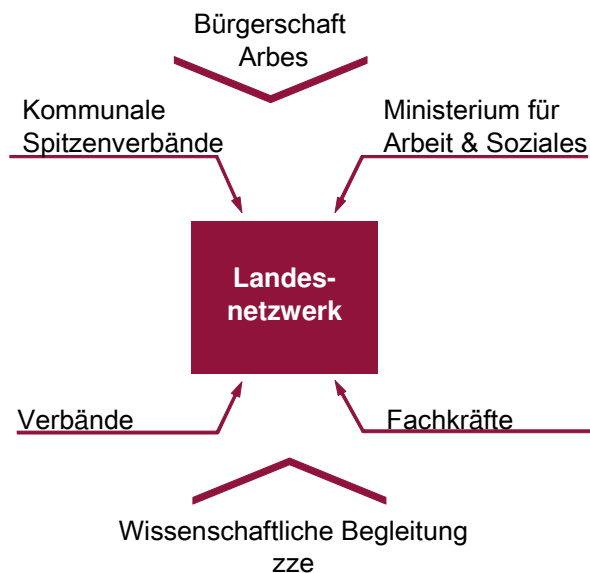 Bürgerschaft
Arbes
Kommunale
Spitzenverbände
Ministerium für
Arbeit & Soziales
Landes-
netzwerk
Verbände
Fachkräfte
Wissenschaftliche Begleitung
zze